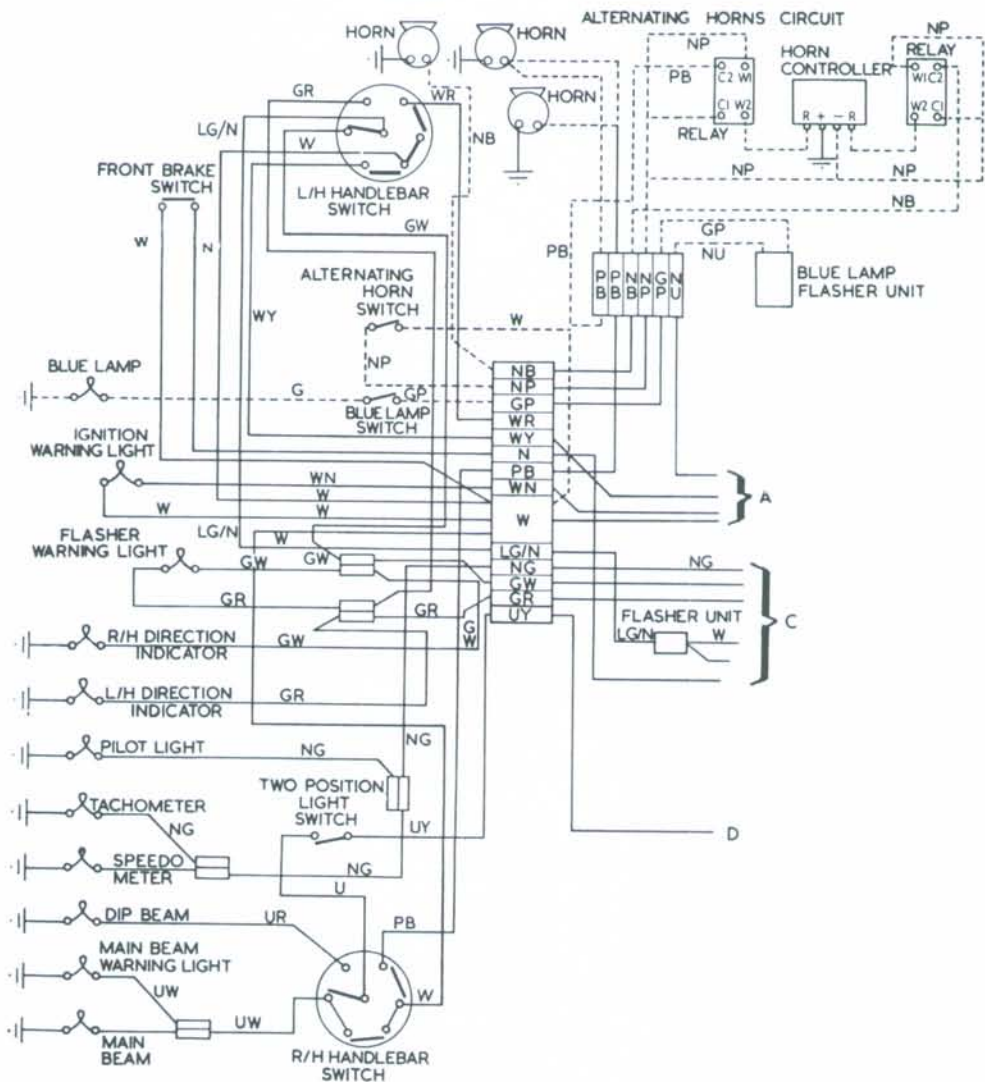 ALTERNATING HORNS CIRCUIT
HORN
HORN
NP
NP
HORN
CONTROLLER
RELAY
PB
C2 W1
W1 C2
GR
WR
HORN
C1 W2
W2 C1
LG/N
NB
RELAY
R + − R
W
FRONT BRAKE
SWITCH
L/H HANDLEBAR
SWITCH
NP
NP
NB
GW
GP
W
N
PB
NU
ALTERNATING
HORN
SWITCH
PB
PB
NB
NP
GP
NU
BLUE LAMP
FLASHER UNIT
WY
W
NP
BLUE LAMP
G
GP
BLUE LAMP
SWITCH
NB
NP
GP
WR
WY
N
PB
WN
W
LG/N
NG
GW
GR
UY
IGNITION
WARNING LIGHT
WN
W
W
A
FLASHER
WARNING LIGHT
LG/N
W
GW
GW
NG
GR
GR
G
W
FLASHER UNIT
LG/N
W
C
R/H DIRECTION
INDICATOR
GW
L/H DIRECTION
INDICATOR
GR
PILOT LIGHT
NG
NG
TWO POSITION
LIGHT
SWITCH
TACHOMETER
NG
UY
D
SPEEDO
METER
NG
U
DIP BEAM
UR
PB
MAIN BEAM
WARNING LIGHT
UW
W
UW
MAIN
BEAM
R/H HANDLEBAR
SWITCH